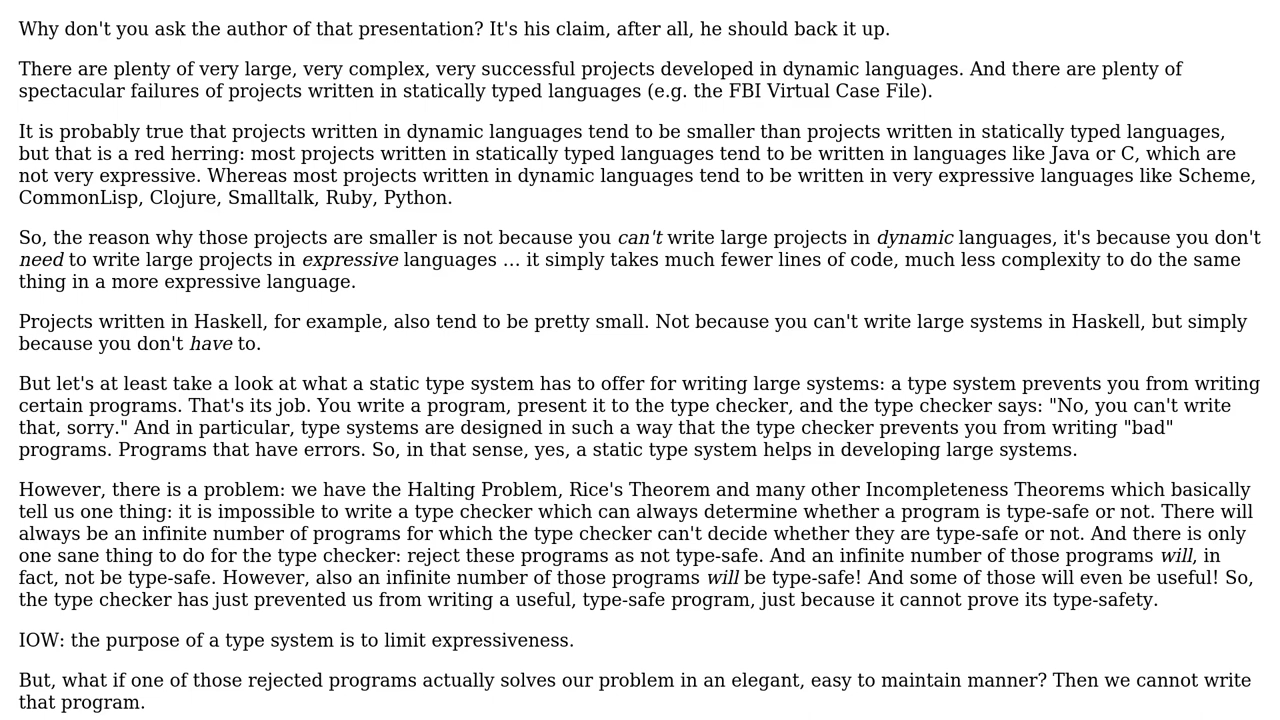 Why don't you ask the author of that presentation? It's his claim, after all, he should back it up.
There are plenty of very large, very complex, very successful projects developed in dynamic languages. And there are plenty of
spectacular failures of projects written in statically typed languages (e.g. the FBI Virtual Case File).
It is probably true that projects written in dynamic languages tend to be smaller than projects written in statically typed languages,
but that is a red herring: most projects written in statically typed languages tend to be written in languages like Java or C, which are
not very expressive. Whereas most projects written in dynamic languages tend to be written in very expressive languages like Scheme,
CommonLisp, Clojure, Smalltalk, Ruby, Python.
So, the reason why those projects are smaller is not because you can't write large projects in dynamic languages, it's because you don't
need to write large projects in expressive languages … it simply takes much fewer lines of code, much less complexity to do the same
thing in a more expressive language.
Projects written in Haskell, for example, also tend to be pretty small. Not because you can't write large systems in Haskell, but simply
because you don't have to.
But let's at least take a look at what a static type system has to offer for writing large systems: a type system prevents you from writing
certain programs. That's its job. You write a program, present it to the type checker, and the type checker says: "No, you can't write
that, sorry." And in particular, type systems are designed in such a way that the type checker prevents you from writing "bad"
programs. Programs that have errors. So, in that sense, yes, a static type system helps in developing large systems.
However, there is a problem: we have the Halting Problem, Rice's Theorem and many other Incompleteness Theorems which basically
tell us one thing: it is impossible to write a type checker which can always determine whether a program is type-safe or not. There will
always be an infinite number of programs for which the type checker can't decide whether they are type-safe or not. And there is only
one sane thing to do for the type checker: reject these programs as not type-safe. And an infinite number of those programs will, in
fact, not be type-safe. However, also an infinite number of those programs will be type-safe! And some of those will even be useful! So,
the type checker has just prevented us from writing a useful, type-safe program, just because it cannot prove its type-safety.
IOW: the purpose of a type system is to limit expressiveness.
But, what if one of those rejected programs actually solves our problem in an elegant, easy to maintain manner? Then we cannot write
that program.